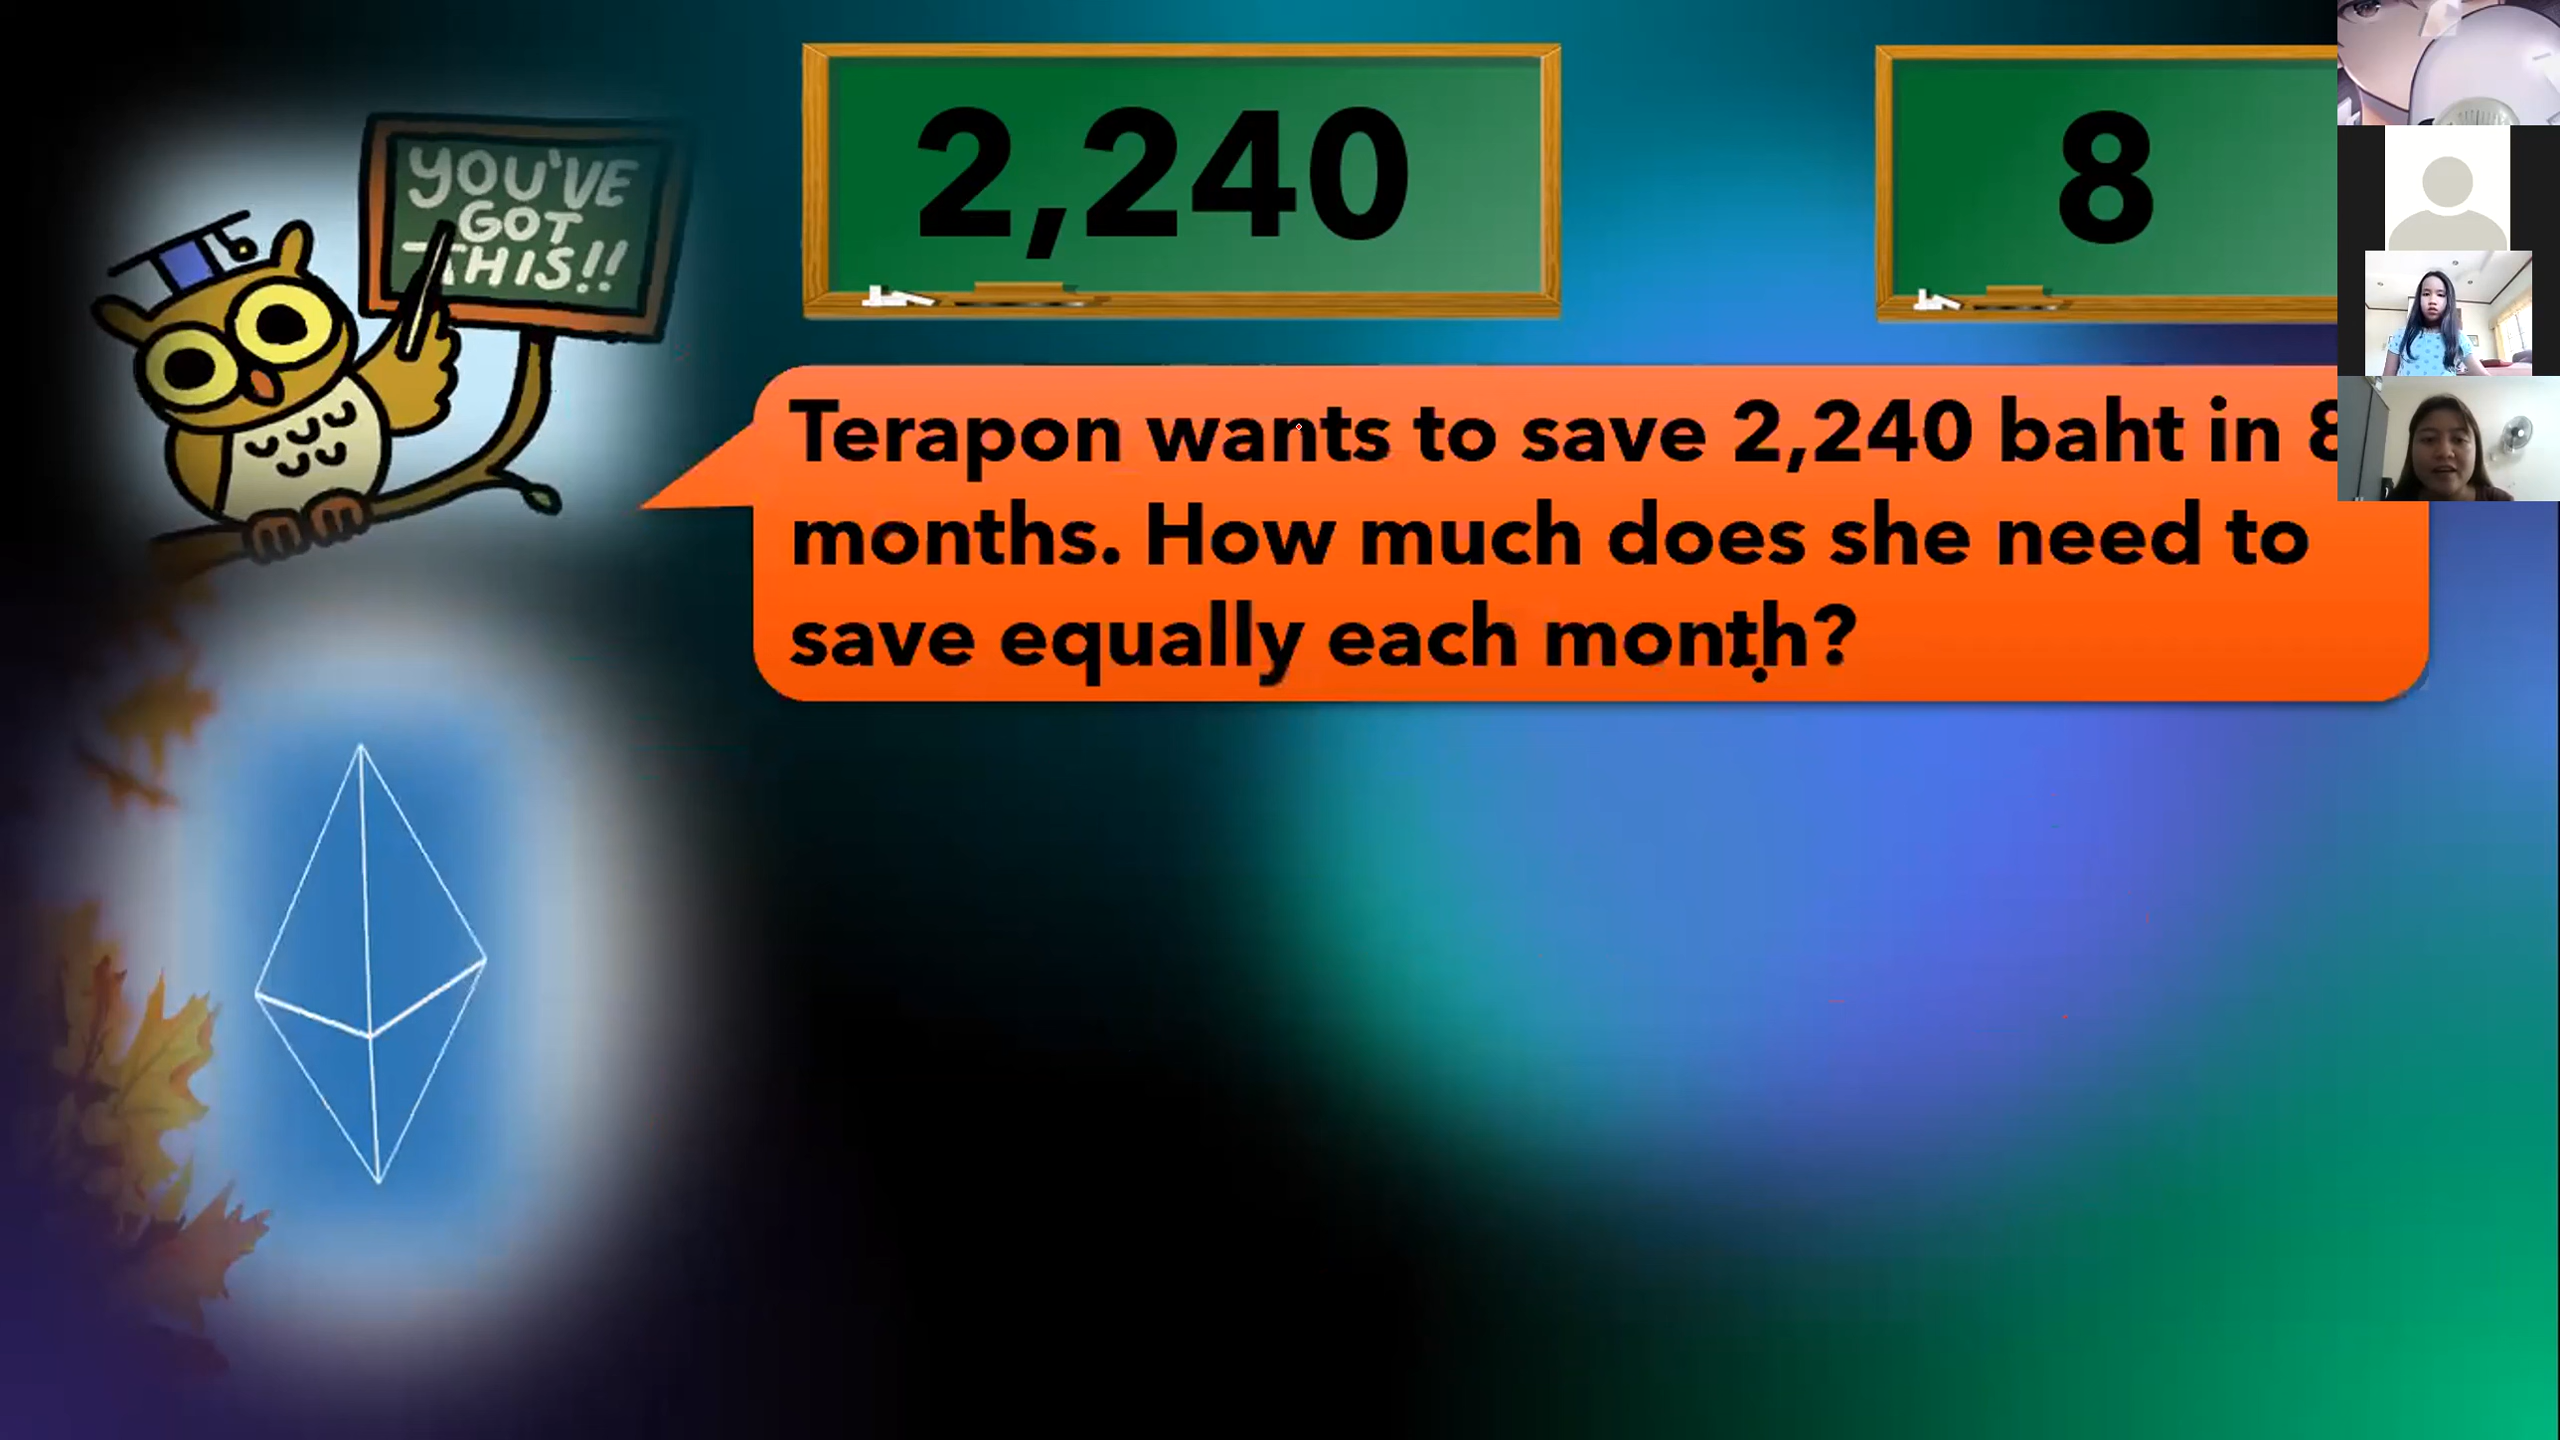 YOU'VE
GOT
THIS!!
2,240
8
Terapon wants to save 2,240 baht in 8
months. How much does she need to
save equally each month?